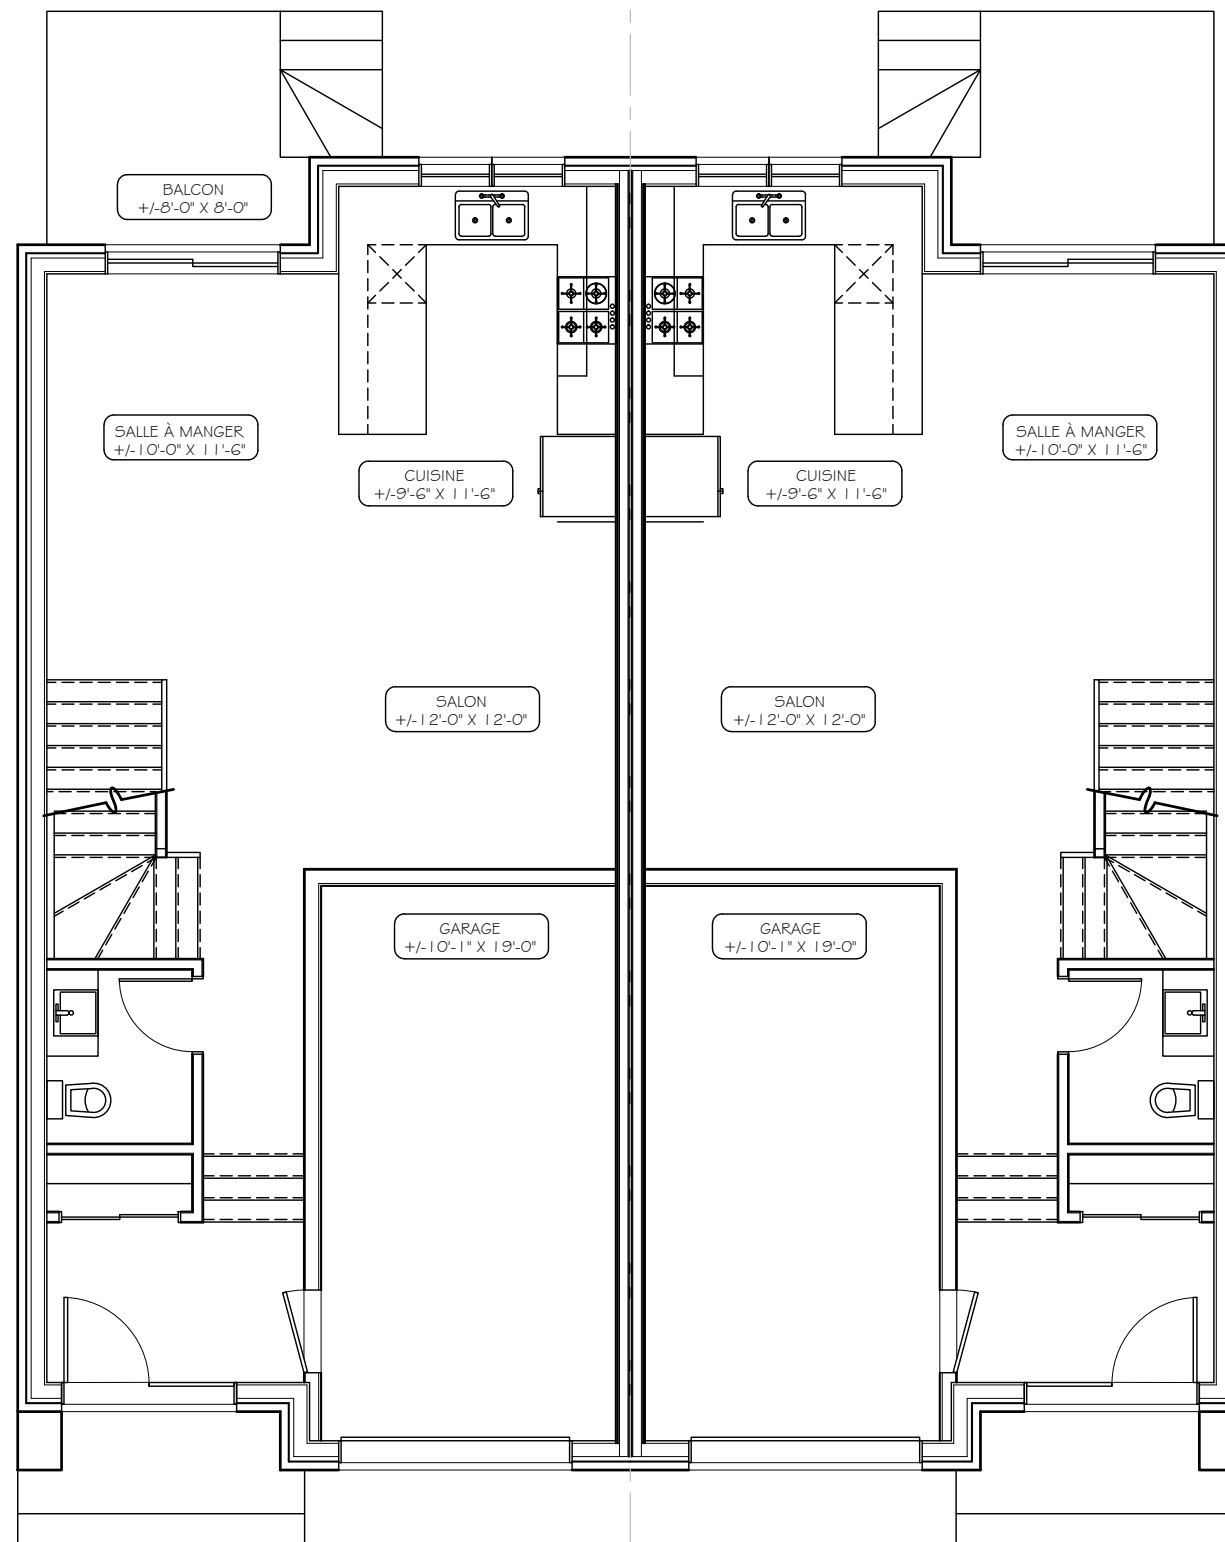 BALCON
+/-8'-0" X 8'-0"
SALLE À MANGER
+/-10'-0" X 11'-6"
SALLE À MANGER
+/-10'-0" X 11'-6"
CUISINE
+/-9'-6" X 11'-6"
CUISINE
+/-9'-6" X 11'-6"
SALON
+/-12'-0" X 12'-0"
SALON
+/-12'-0" X 12'-0"
GARAGE
+/-10'-1" X 19'-0"
GARAGE
+/-10'-1" X 19'-0"